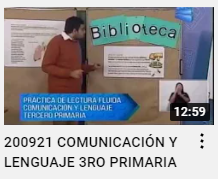 Biblioteca
PRÁCTICA DE LECTURA FLUIDA
COMUNICACIÓN Y LENGUAJE
TERCERO PRIMARIA
12:59
200921 COMUNICACIÓN Y
LENGUAJE 3RO PRIMARIA